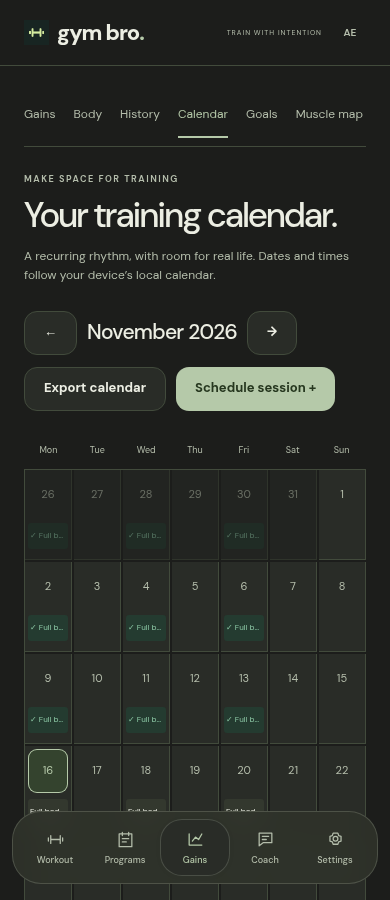 gym bro.
TRAIN WITH INTENTION
AE
Gains Body History Calendar Goals Muscle map
MAKE SPACE FOR TRAINING
Your training calendar.
A recurring rhythm, with room for real life. Dates and times
follow your device’s local calendar.
← November 2026 →
Export calendar Schedule session +
Mon Tue Wed Thu Fri Sat Sun
26 27 28 29 30 31 1
✓ Full b… ✓ Full b… ✓ Full b…
2 3 4 5 6 7 8
✓ Full b… ✓ Full b… ✓ Full b…
9 10 11 12 13 14 15
✓ Full b… ✓ Full b… ✓ Full b…
16 17 18 19 20 21 22
Workout Programs Gains Coach Settings